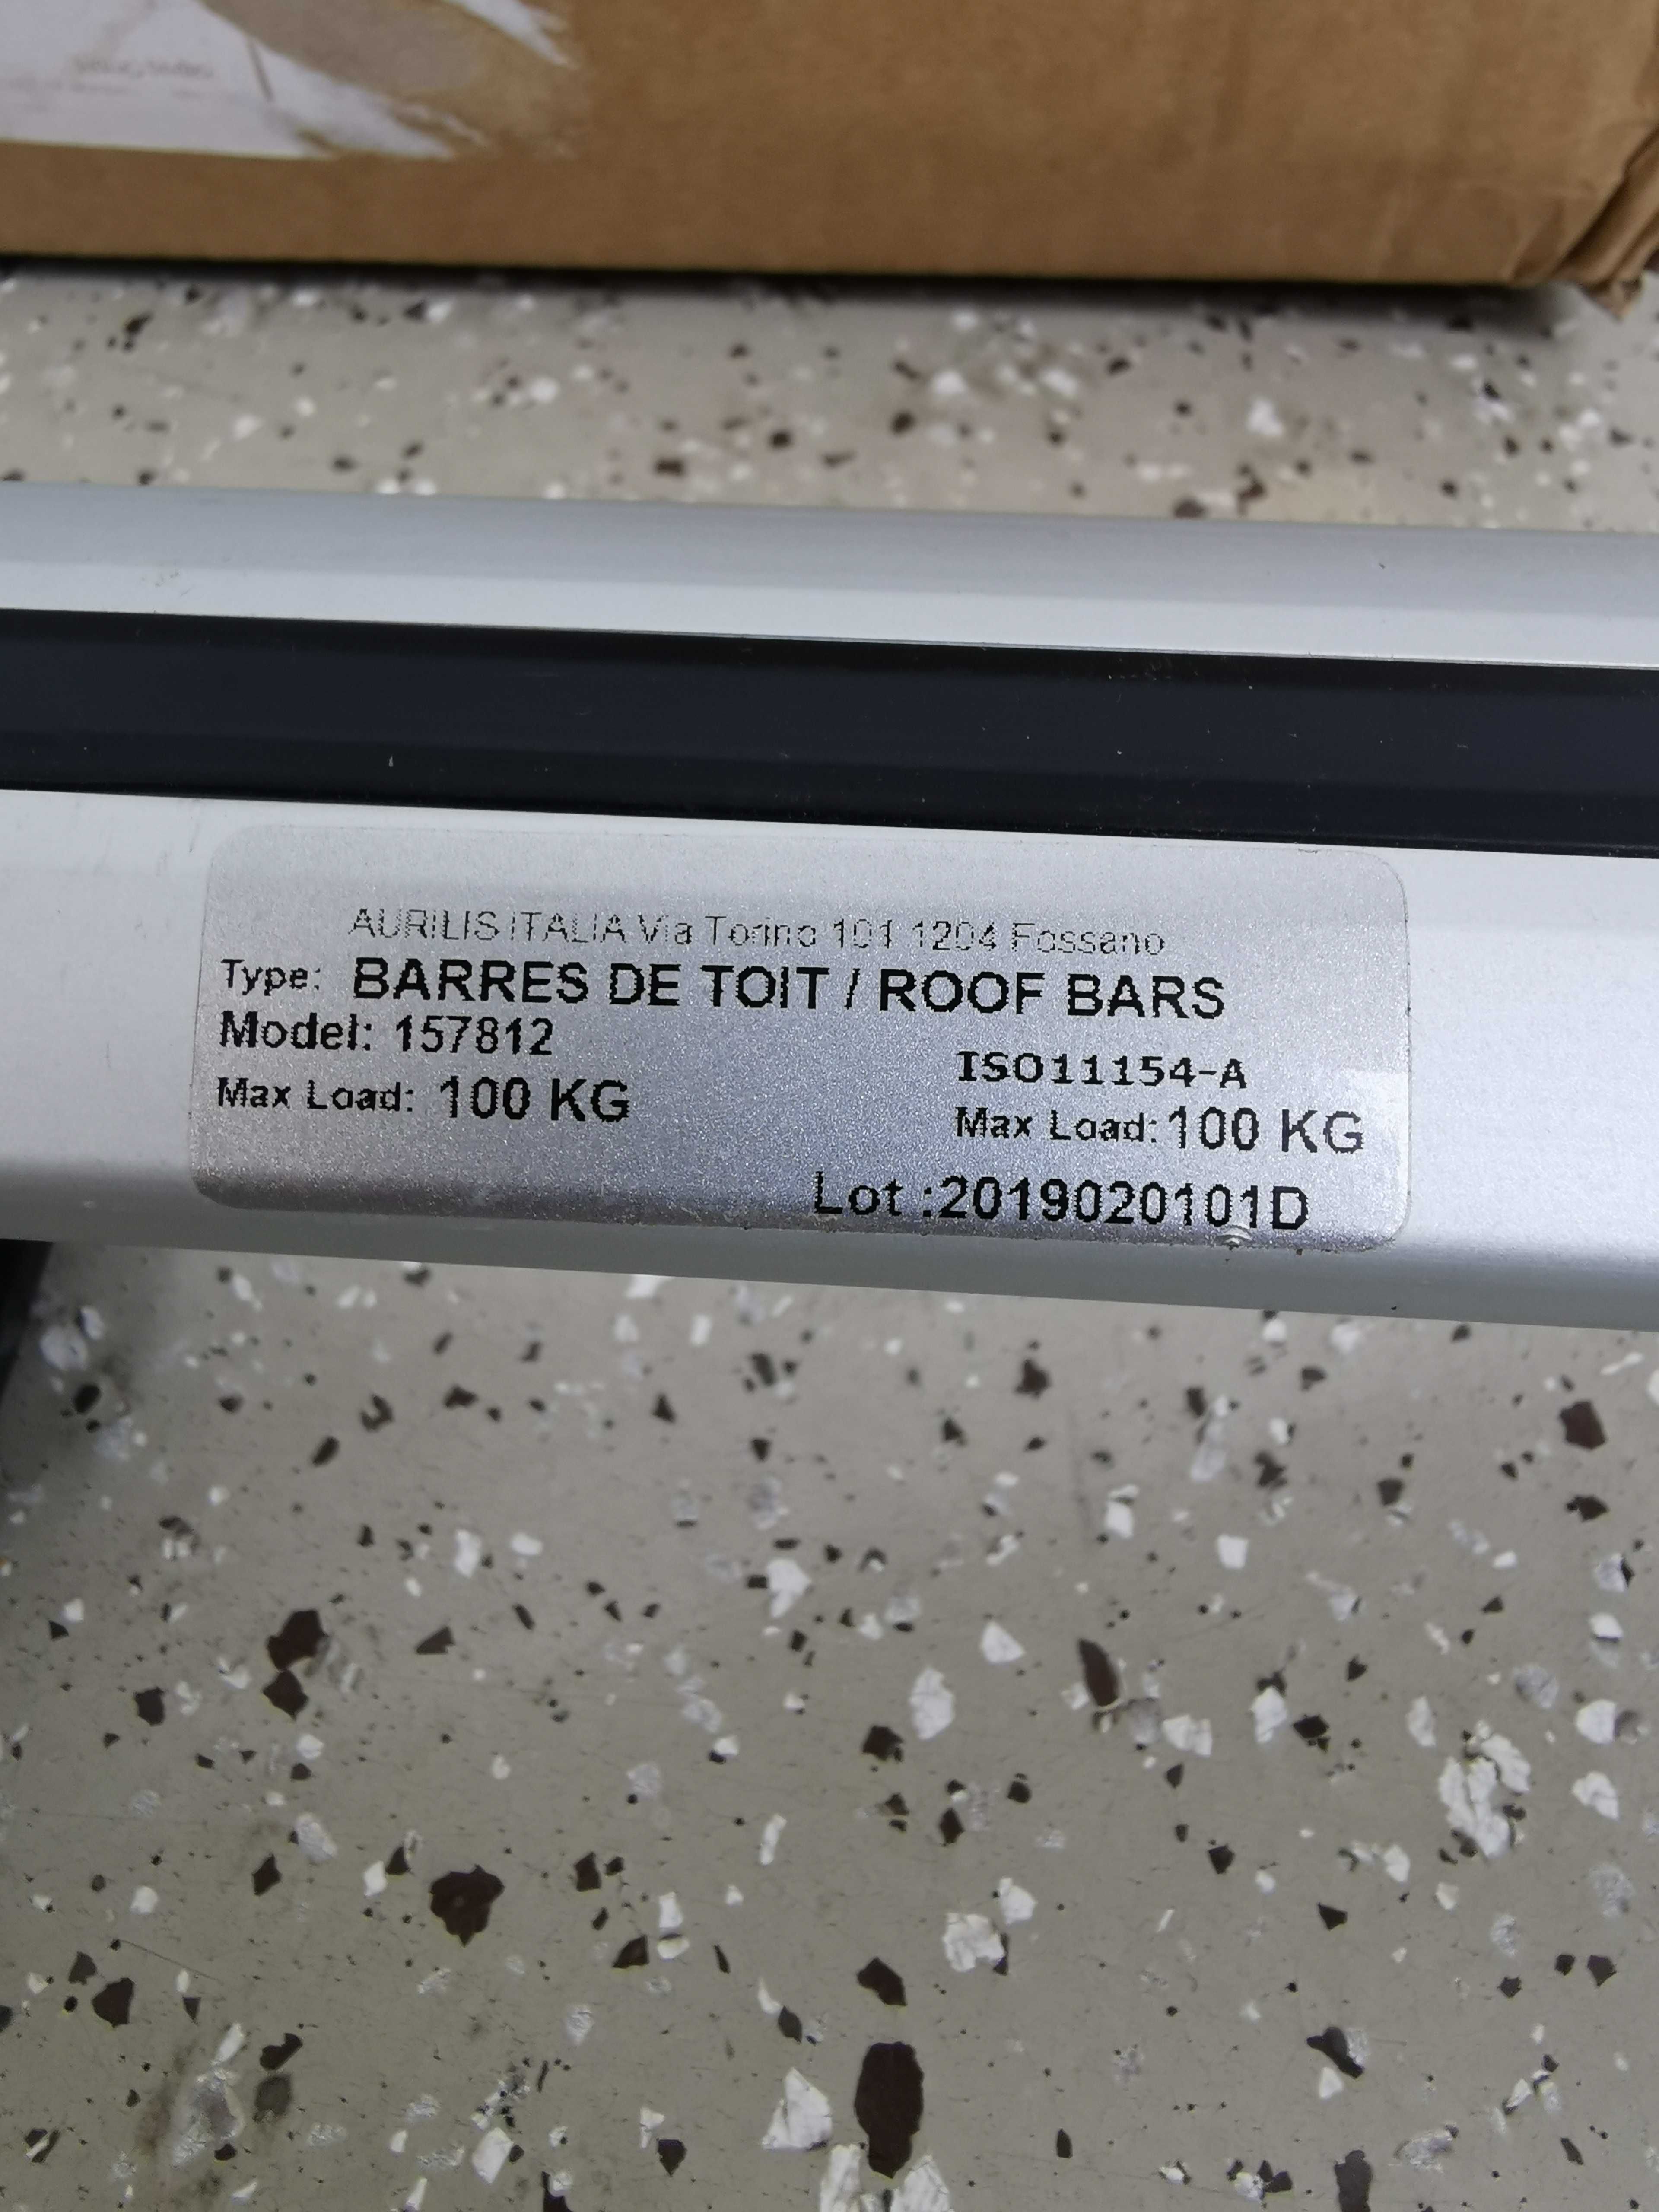 AURILIS ITALIA Via Torino 101 1204 Fossano
Type: BARRES DE TOIT / ROOF BARS
Model: 157812
Max Load: 100 KG
ISO11154-A
Max Load: 100 KG
Lot :2019020101D